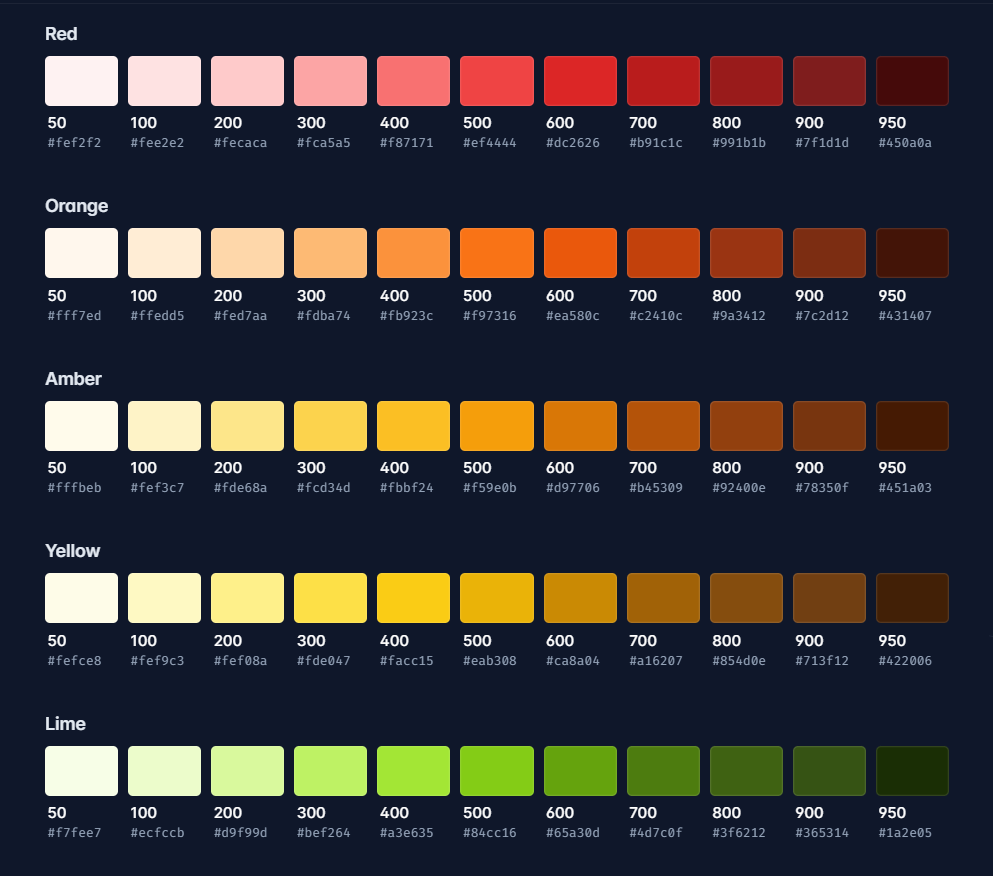 Red
50 100 200 300 400 500 600 700 800 900 950
#fef2f2 #fee2e2 #fecaca #fca5a5 #f87171 #ef4444 #dc2626 #b91c1c #991b1b #7f1d1d #450a0a
Orange
50 100 200 300 400 500 600 700 800 900 950
#fff7ed #ffedd5 #fed7aa #fdba74 #fb923c #f97316 #ea580c #c2410c #9a3412 #7c2d12 #431407
Amber
50 100 200 300 400 500 600 700 800 900 950
#fffbeb #fef3c7 #fde68a #fcd34d #fbbf24 #f59e0b #d97706 #b45309 #92400e #78350f #451a03
Yellow
50 100 200 300 400 500 600 700 800 900 950
#fefce8 #fef9c3 #fef08a #fde047 #facc15 #eab308 #ca8a04 #a16207 #854d0e #713f12 #422006
Lime
50 100 200 300 400 500 600 700 800 900 950
#f7fee7 #ecfccb #d9f99d #bef264 #a3e635 #84cc16 #65a30d #4d7c0f #3f6212 #365314 #1a2e05